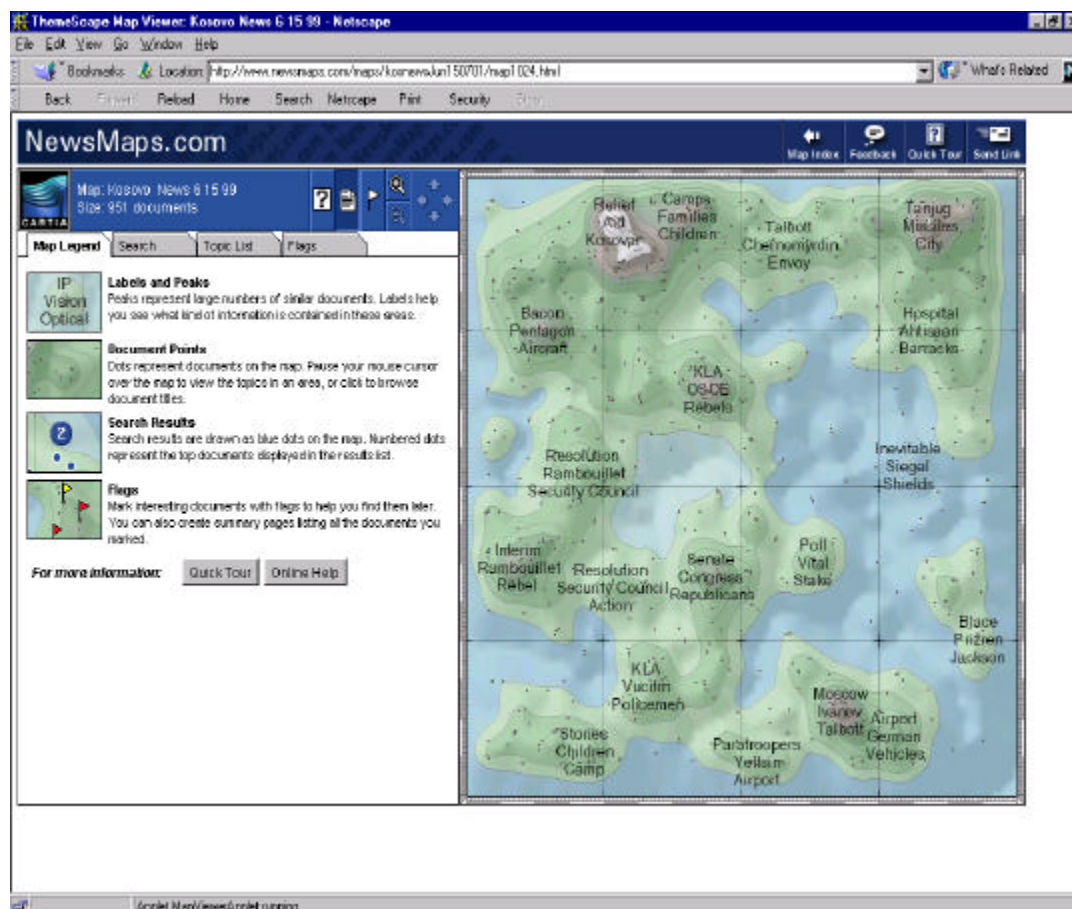 ThemeScape Map Viewer: Kosovo News 6 15 99 - Netscape
File Edit View Go Window Help
Bookmarks Location: http://www.newsmaps.com/maps/kosnews/jun150701/map1024.html What's Related
Back Forward Reload Home Search Netscape Print Security Stop
NewsMaps.com
Map Index Feedback Quick Tour Send Link
CARTIA
Map: Kosovo News 6 15 99
Size: 951 documents
Map Legend Search Topic List Flags
IP
Vision
Optical
Labels and Peaks
Peaks represent large numbers of similar documents. Labels help
you see what kind of information is contained in these areas.
Document Points
Dots represent documents on the map. Pause your mouse cursor
over the map to view the topics in an area, or click to browse
document titles.
2
Search Results
Search results are drawn as blue dots on the map. Numbered dots
represent the top documents displayed in the results list.
Flags
Mark interesting documents with flags to help you find them later.
You can also create summary pages listing all the documents you
marked.
For more information: Quick Tour Online Help
Relief
Aid
Kosovar
Camps
Families
Children
Talbott
Chernomyrdin
Envoy
Tanjug
Missiles
City
Bacon
Pentagon
Aircraft
Hospital
Ahtisaari
Barracks
KLA
OSCE
Rebels
Resolution
Rambouillet
Security Council
Inevitable
Siegel
Shields
Interim
Rambouillet
Rebel
Resolution
Security Council
Action
Senate
Congress
Republicans
Poll
Vital
Stake
Blace
Prizren
Jackson
KLA
Vucitrn
Policemen
Moscow
Ivanov
Talbott
Airport
German
Vehicles
Stories
Children
Camp
Paratroopers
Yeltsin
Airport
Applet MapViewerApplet running